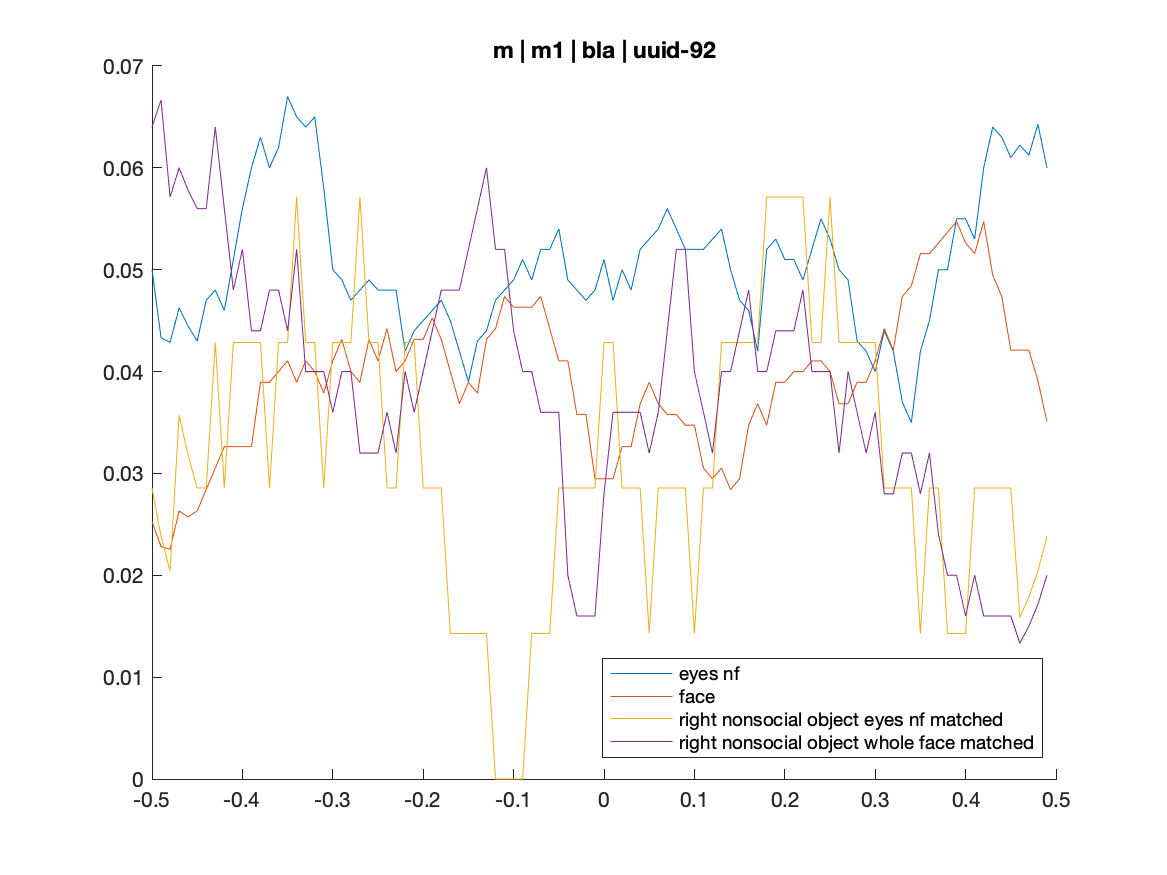 m | m1 | bla | uuid-92
0.07
0.06
0.05
0.04
0.03
0.02
0.01
0
-0.5 -0.4 -0.3 -0.2 -0.1 0 0.1 0.2 0.3 0.4 0.5
eyes nf
face
right nonsocial object eyes nf matched
right nonsocial object whole face matched